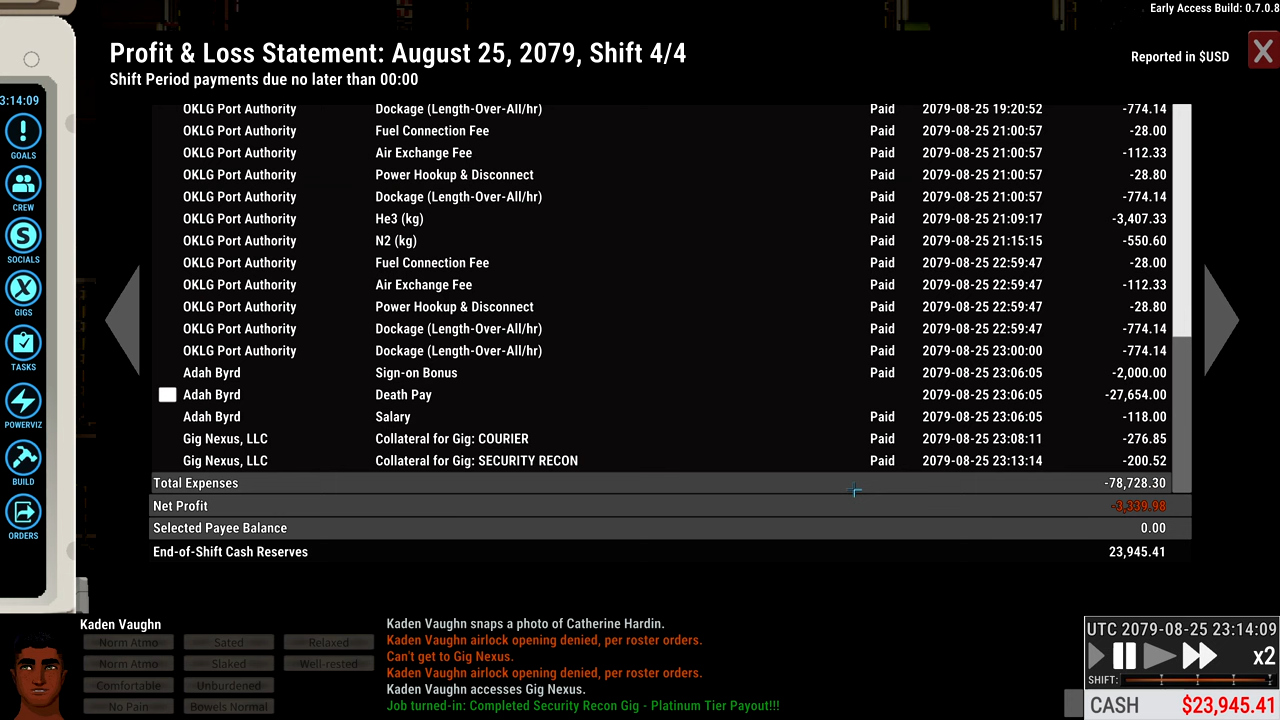 Early Access Build: 0.7.0.8
Profit & Loss Statement: August 25, 2079, Shift 4/4
Reported in $USD
Shift Period payments due no later than 00:00
3:14:09
GOALS
CREW
SOCIALS
GIGS
TASKS
POWERVIZ
BUILD
ORDERS
OKLG Port Authority Dockage (Length-Over-All/hr) Paid 2079-08-25 19:20:52 -774.14
OKLG Port Authority Fuel Connection Fee Paid 2079-08-25 21:00:57 -28.00
OKLG Port Authority Air Exchange Fee Paid 2079-08-25 21:00:57 -112.33
OKLG Port Authority Power Hookup & Disconnect Paid 2079-08-25 21:00:57 -28.80
OKLG Port Authority Dockage (Length-Over-All/hr) Paid 2079-08-25 21:00:57 -774.14
OKLG Port Authority He3 (kg) Paid 2079-08-25 21:09:17 -3,407.33
OKLG Port Authority N2 (kg) Paid 2079-08-25 21:15:15 -550.60
OKLG Port Authority Fuel Connection Fee Paid 2079-08-25 22:59:47 -28.00
OKLG Port Authority Air Exchange Fee Paid 2079-08-25 22:59:47 -112.33
OKLG Port Authority Power Hookup & Disconnect Paid 2079-08-25 22:59:47 -28.80
OKLG Port Authority Dockage (Length-Over-All/hr) Paid 2079-08-25 22:59:47 -774.14
OKLG Port Authority Dockage (Length-Over-All/hr) Paid 2079-08-25 23:00:00 -774.14
Adah Byrd Sign-on Bonus Paid 2079-08-25 23:06:05 -2,000.00
Adah Byrd Death Pay 2079-08-25 23:06:05 -27,654.00
Adah Byrd Salary Paid 2079-08-25 23:06:05 -118.00
Gig Nexus, LLC Collateral for Gig: COURIER Paid 2079-08-25 23:08:11 -276.85
Gig Nexus, LLC Collateral for Gig: SECURITY RECON Paid 2079-08-25 23:13:14 -200.52
Total Expenses -78,728.30
Net Profit -3,339.98
Selected Payee Balance 0.00
End-of-Shift Cash Reserves 23,945.41
Kaden Vaughn
Norm Atmo Sated Relaxed
Norm Atmo Slaked Well-rested
Comfortable Unburdened
No Pain Bowels Normal
Kaden Vaughn snaps a photo of Catherine Hardin.
Kaden Vaughn airlock opening denied, per roster orders.
Can't get to Gig Nexus.
Kaden Vaughn airlock opening denied, per roster orders.
Kaden Vaughn accesses Gig Nexus.
Job turned-in: Completed Security Recon Gig - Platinum Tier Payout!!!
UTC 2079-08-25 23:14:09
x2
SHIFT:
CASH $23,945.41